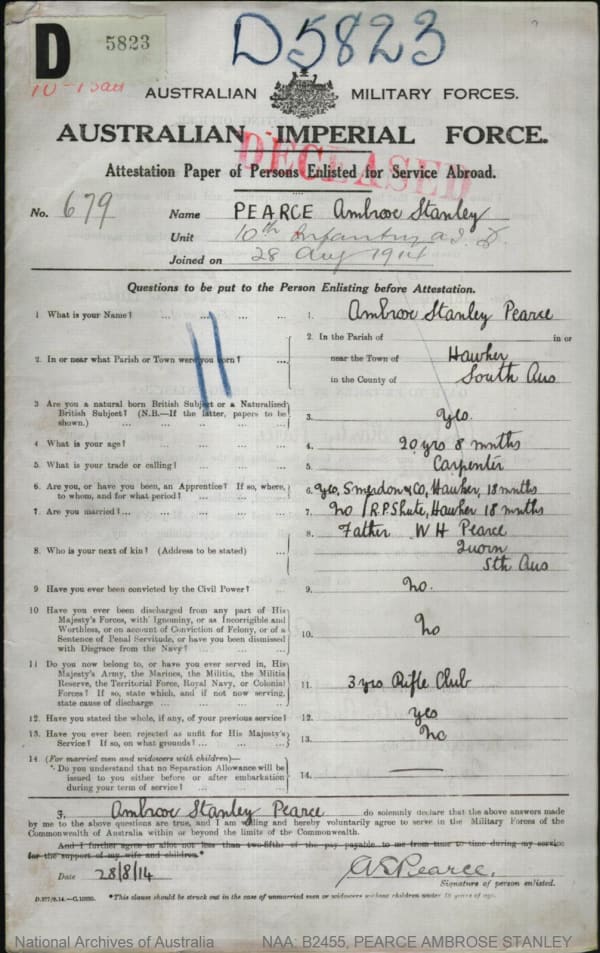 D 5823
D5823
10-Batt
AUSTRALIAN MILITARY FORCES.
AUSTRALIAN IMPERIAL FORCE.
DECEASED
Attestation Paper of Persons Enlisted for Service Abroad.
No. 679 Name PEARCE Ambrose Stanley
Unit 10th Infantry A.I.F.
Joined on 28 Aug 1914
Questions to be put to the Person Enlisting before Attestation.
1 What is your Name? ... ... ... ... 1. Ambrose Stanley Pearce
2. In or near what Parish or Town were you born? ... 2. In the Parish of in or
near the Town of Hawker
in the County of South Aus
11
3 Are you a natural born British Subject or a Naturalized
British Subject? (N.B.—If the latter, papers to be
shown.) ... ... ... ... 3. Yes.
4. What is your age? ... ... ... ... 4. 20 yrs 8 mnths
5. What is your trade or calling? ... ... ... 5. Carpenter
6. Are you, or have you been, an Apprentice? If so, where,
to whom, and for what period? ... ... ... 6. Yes, Smerdon & Co, Hawker, 18 mnths
7. Are you married? ... ... ... ... 7. No / R.P. Shute, Hawker 18 mnths
8. Who is your next of kin? (Address to be stated) ... 8. Father W H Pearce
Quorn
Sth Aus
9 Have you ever been convicted by the Civil Power? ... 9. No.
10 Have you ever been discharged from any part of His
Majesty's Forces, with Ignominy, or as Incorrigible and
Worthless, or on account of Conviction of Felony, or of a
Sentence of Penal Servitude, or have you been dismissed
with Disgrace from the Navy? ... ... ... 10. No
11 Do you now belong to, or have you ever served in, His
Majesty's Army, the Marines, the Militia, the Militia
Reserve, the Territorial Force, Royal Navy, or Colonial
Forces? If so, state which, and if not now serving,
state cause of discharge ... ... ... ... 11. 3 yrs Rifle Club
12. Have you stated the whole, if any, of your previous service? 12. yes
13. Have you ever been rejected as unfit for His Majesty's
Service? If so, on what grounds? ... ... ... 13. No
14. (For married men and widowers with children)—
* Do you understand that no Separation Allowance will be
issued to you either before or after embarkation
during your term of service? ... ... ... 14.
I, Ambrose Stanley Pearce do solemnly declare that the above answers made
by me to the above questions are true, and I am willing and hereby voluntarily agree to serve in the Military Forces of the
Commonwealth of Australia within or beyond the limits of the Commonwealth.
And I further agree to allot not less than two-fifths of the pay payable to me from time to time during my service
for the support of my wife and children.*
Date 28/8/14 A S Pearce.
Signature of person enlisted.
D.377/8.14.—C.10930. *This clause should be struck out in the case of unmarried men or widowers without children under 18 years of age.
National Archives of Australia NAA: B2455, PEARCE AMBROSE STANLEY